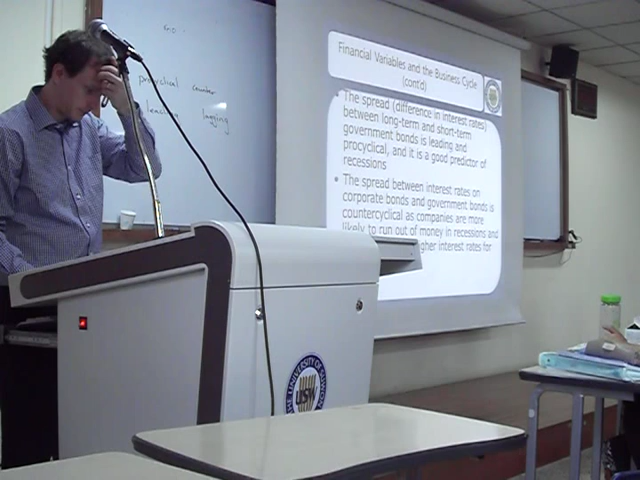 procyclical counter
leading lagging
Financial Variables and the Business Cycle
(cont'd)
The spread (difference in interest rates)
between long-term and short-term
government bonds is leading and
procyclical, and it is a good predictor of
recessions
• The spread between interest rates on
corporate bonds and government bonds is
countercyclical as companies are more
likely to run out of money in recessions and
higher interest rates for
THE UNIVERSITY OF